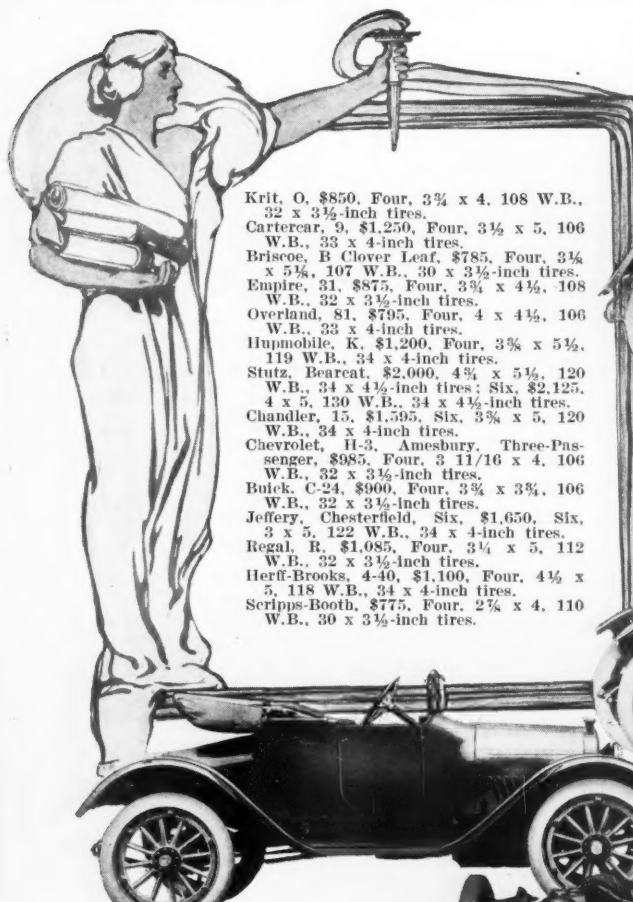 Krit, O, $850, Four, 3¾ x 4, 108 W.B.,
32 x 3½-inch tires.
Cartercar, 9, $1,250, Four, 3½ x 5, 106
W.B., 33 x 4-inch tires.
Briscoe, B Clover Leaf, $785, Four, 3⅛
x 5⅛, 107 W.B., 30 x 3½-inch tires.
Empire, 31, $875, Four, 3¾ x 4½, 108
W.B., 32 x 3½-inch tires.
Overland, 81, $795, Four, 4 x 4½, 106
W.B., 33 x 4-inch tires.
Hupmobile, K, $1,200, Four, 3⅜ x 5½,
119 W.B., 34 x 4-inch tires.
Stutz, Bearcat, $2,000, 4¾ x 5½, 120
W.B., 34 x 4½-inch tires; Six, $2,125,
4 x 5, 130 W.B., 34 x 4½-inch tires.
Chandler, 15, $1,595, Six, 3⅜ x 5, 120
W.B., 34 x 4-inch tires.
Chevrolet, H-3, Amesbury, Three-Pas-
senger, $985, Four, 3 11/16 x 4, 106
W.B., 32 x 3½-inch tires.
Buick, C-24, $900, Four, 3¾ x 3¾, 106
W.B., 32 x 3½-inch tires.
Jeffery, Chesterfield, Six, $1,650, Six,
3 x 5, 122 W.B., 34 x 4-inch tires.
Regal, R, $1,085, Four, 3¼ x 5, 112
W.B., 32 x 3½-inch tires.
Herff-Brooks, 4-40, $1,100, Four, 4½ x
5, 118 W.B., 34 x 4-inch tires.
Scripps-Booth, $775, Four, 2⅞ x 4, 110
W.B., 30 x 3½-inch tires.